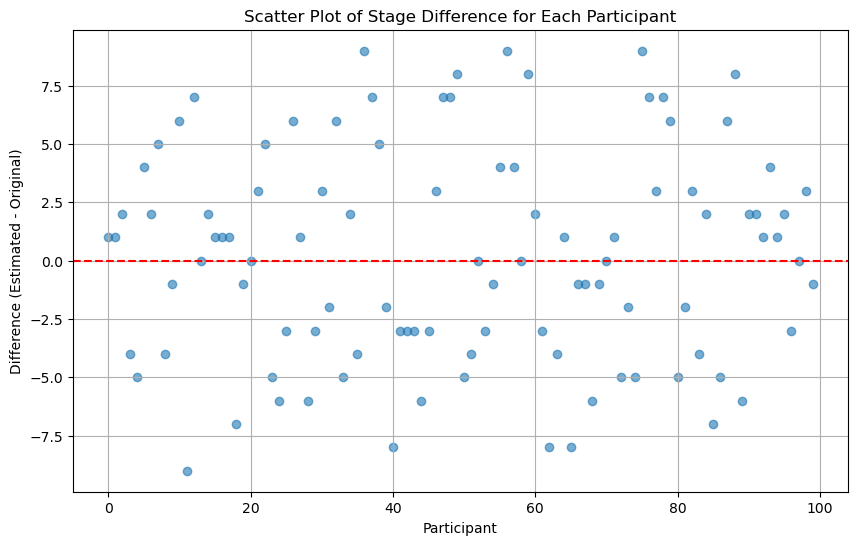 Scatter Plot of Stage Difference for Each Participant
Difference (Estimated - Original)
7.5
5.0
2.5
0.0
−2.5
−5.0
−7.5
0 20 40 60 80 100
Participant